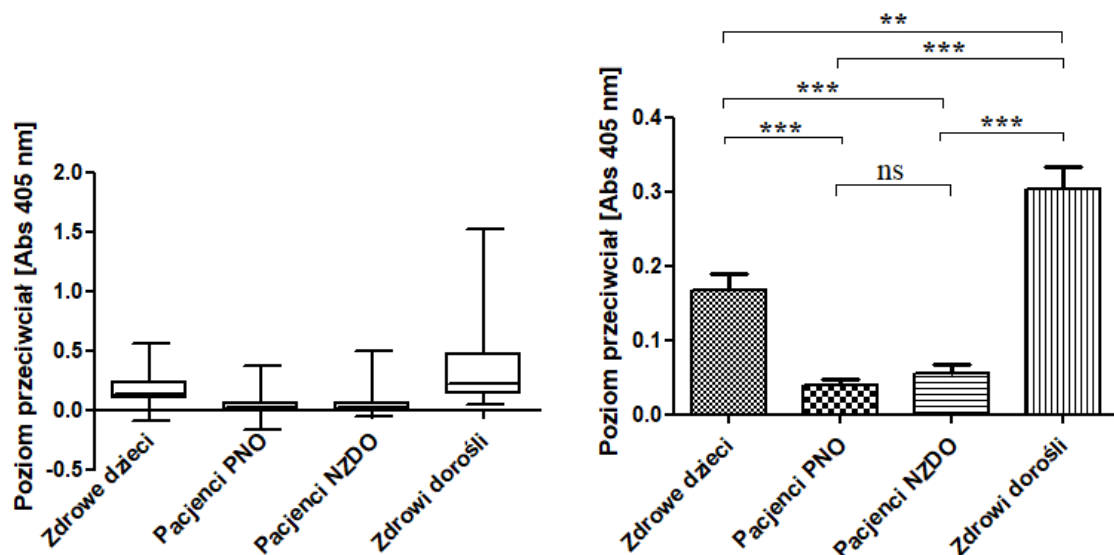 Poziom przeciwciał [Abs 405 nm]
2.0
1.5
1.0
0.5
0.0
-0.5
Zdrowe dzieci
Pacjenci PNO
Pacjenci NZDO
Zdrowi dorośli
Poziom przeciwciał [Abs 405 nm]
0.4
0.3
0.2
0.1
0.0
**
***
***
***
***
ns
Zdrowe dzieci
Pacjenci PNO
Pacjenci NZDO
Zdrowi dorośli